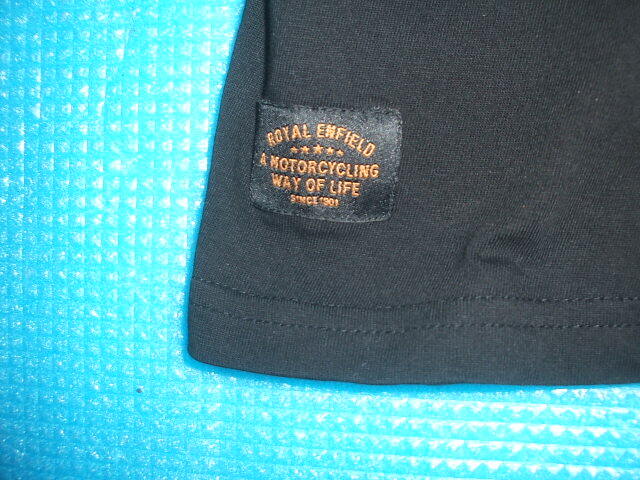 ROYAL ENFIELD
A MOTORCYCLING
WAY OF LIFE
SINCE 1901